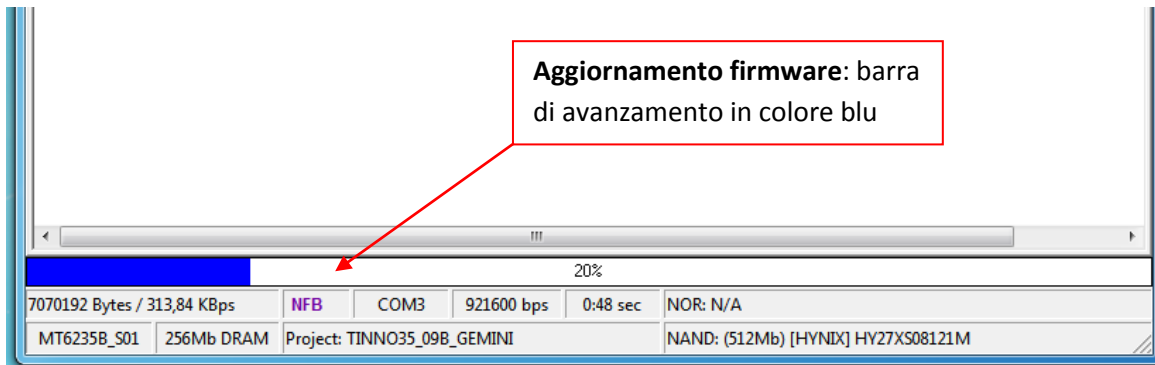 Aggiornamento firmware: barra
di avanzamento in colore blu
20%
7070192 Bytes / 313,84 KBps NFB COM3 921600 bps 0:48 sec NOR: N/A
MT6235B_S01 256Mb DRAM Project: TINNO35_09B_GEMINI NAND: (512Mb) [HYNIX] HY27XS08121M